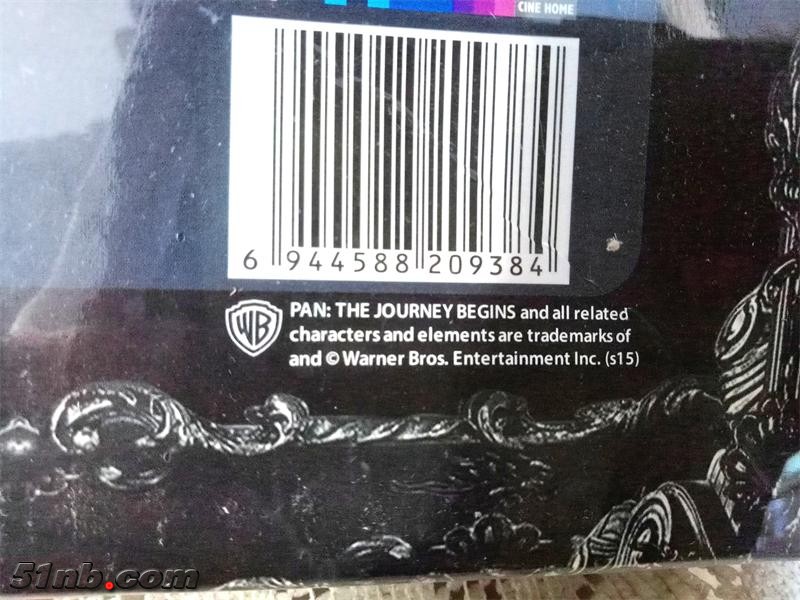 CINE HOME
6 944588 209384
WB
PAN: THE JOURNEY BEGINS and all related
characters and elements are trademarks of
and © Warner Bros. Entertainment Inc. (s15)
51nb.com